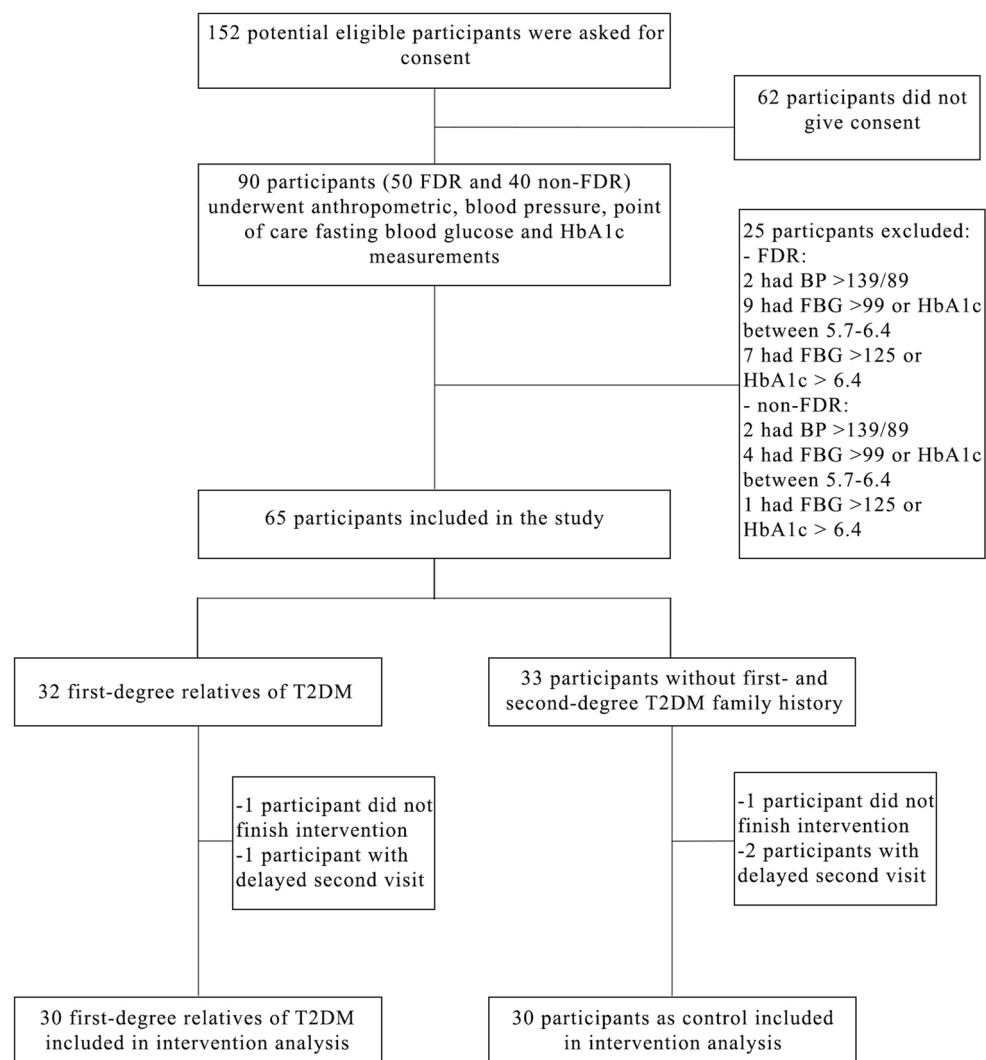 152 potential eligible participants were asked for
consent
62 participants did not
give consent
90 participants (50 FDR and 40 non-FDR)
underwent anthropometric, blood pressure, point
of care fasting blood glucose and HbA1c
measurements
25 particpants excluded:
- FDR:
2 had BP >139/89
9 had FBG >99 or HbA1c
between 5.7-6.4
7 had FBG >125 or
HbA1c > 6.4
- non-FDR:
2 had BP >139/89
4 had FBG >99 or HbA1c
between 5.7-6.4
1 had FBG >125 or
HbA1c > 6.4
65 participants included in the study
32 first-degree relatives of T2DM
33 participants without first- and
second-degree T2DM family history
-1 participant did not
finish intervention
-1 participant with
delayed second visit
-1 participant did not
finish intervention
-2 participants with
delayed second visit
30 first-degree relatives of T2DM
included in intervention analysis
30 participants as control included
in intervention analysis